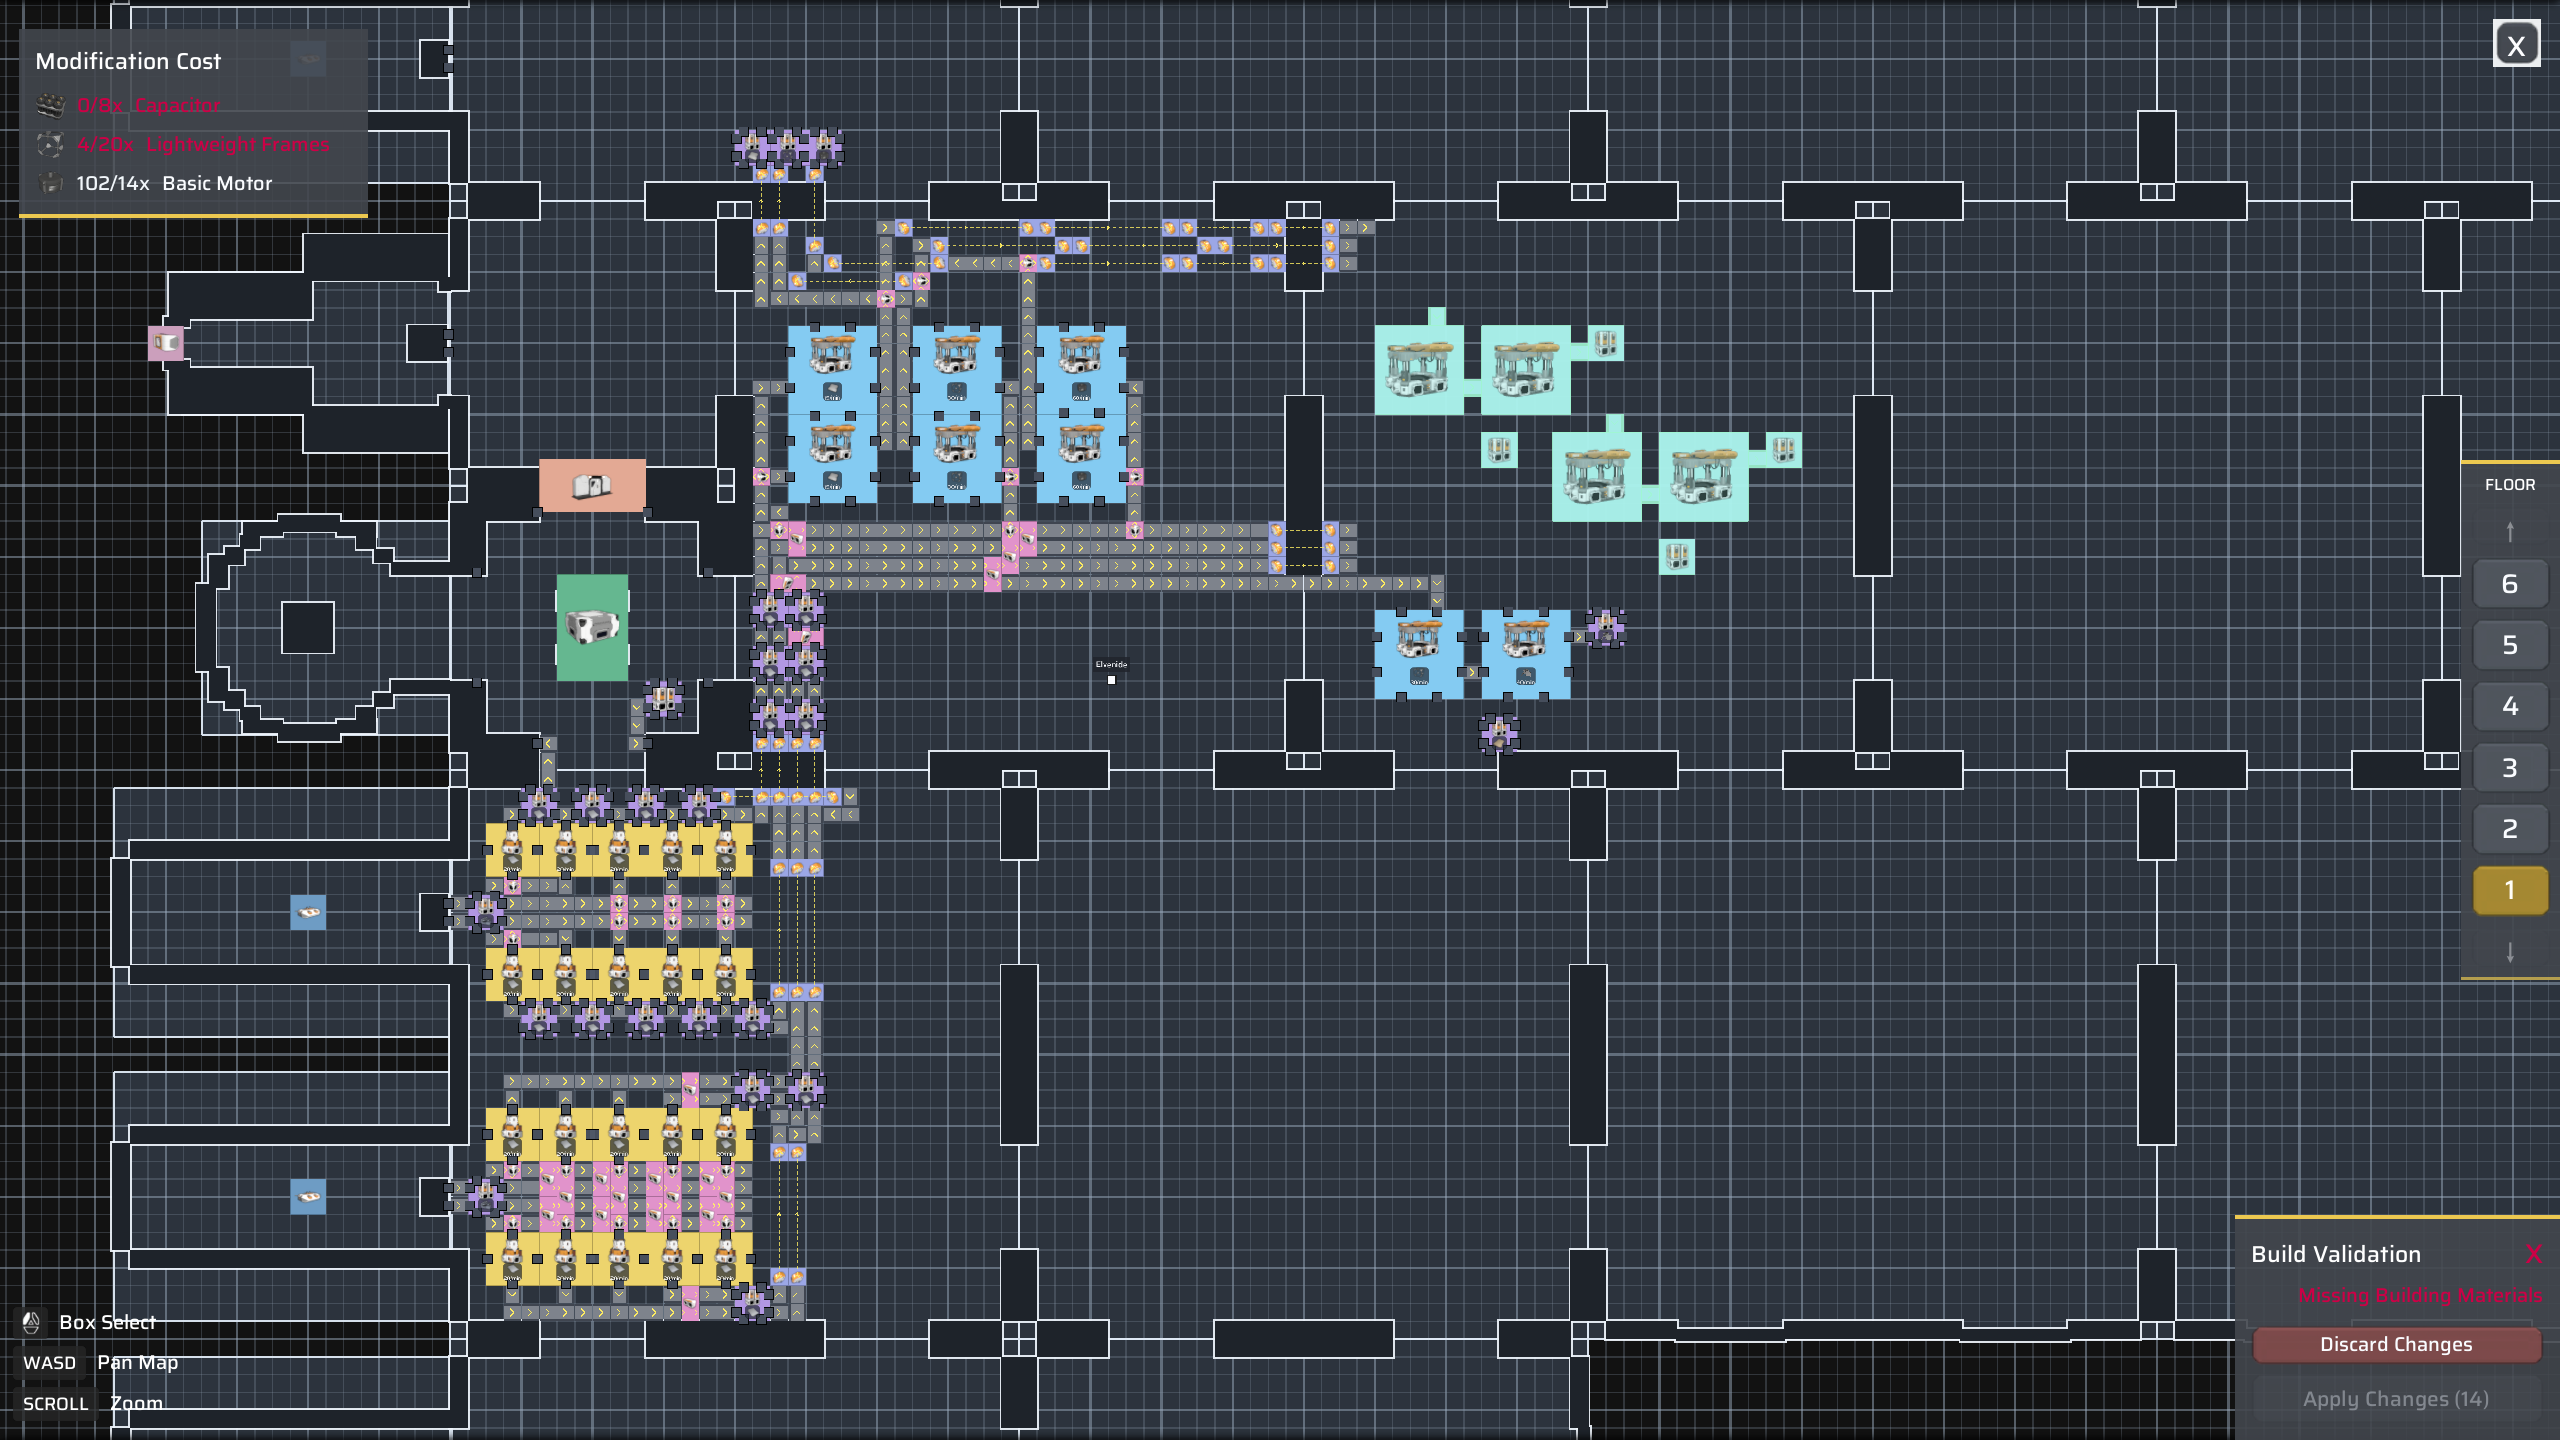 Modification Cost
0/8x Capacitor
4/20x Lightweight Frames
102/14x Basic Motor
X
FLOOR
↑
6
5
4
3
2
1
↓
Elvenide
Build Validation X
Missing Building Materials
Discard Changes
Apply Changes (14)
Box Select
WASD Pan Map
SCROLL Zoom